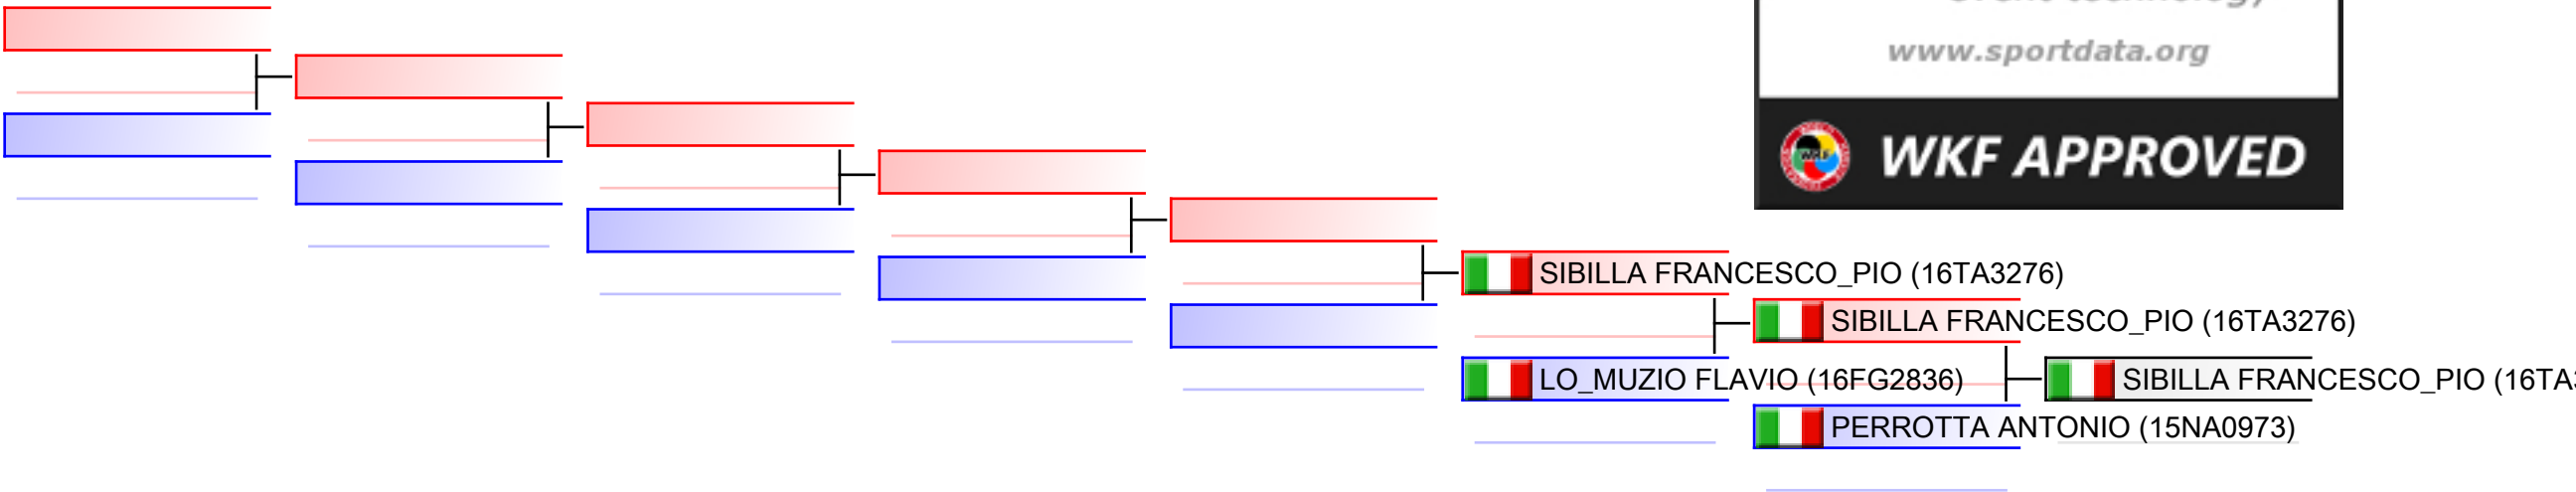 www.sportdata.org
WKF APPROVED
SIBILLA FRANCESCO_PIO (16TA3276)
SIBILLA FRANCESCO_PIO (16TA3276)
LO_MUZIO FLAVIO (16FG2836)
SIBILLA FRANCESCO_PIO (16TA
PERROTTA ANTONIO (15NA0973)